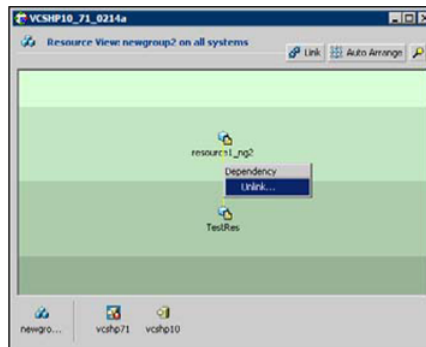 VCSHP10_71_0214a
Resource View: newgroup2 on all systems
Link Auto Arrange
resource1_ng2
Dependency
Unlink...
TestRes
newgro... vcshp71 vcshp10